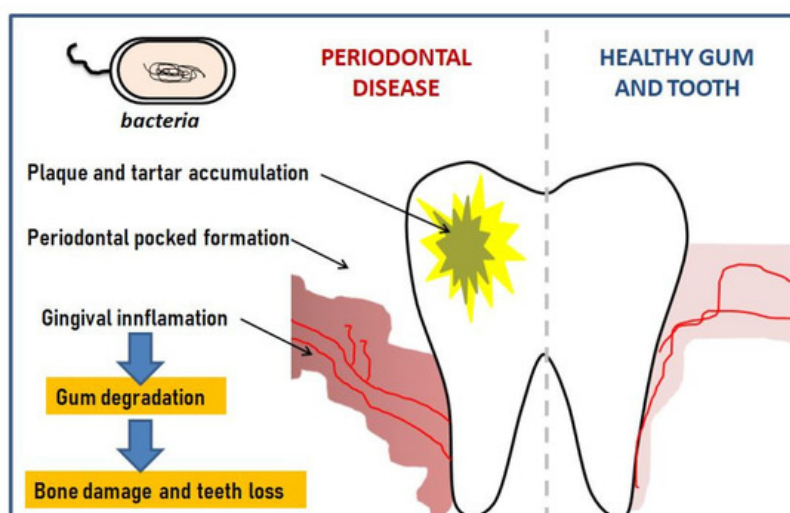 PERIODONTAL
DISEASE
HEALTHY GUM
AND TOOTH
bacteria
Plaque and tartar accumulation
Periodontal pocked formation
Gingival innflamation
Gum degradation
Bone damage and teeth loss